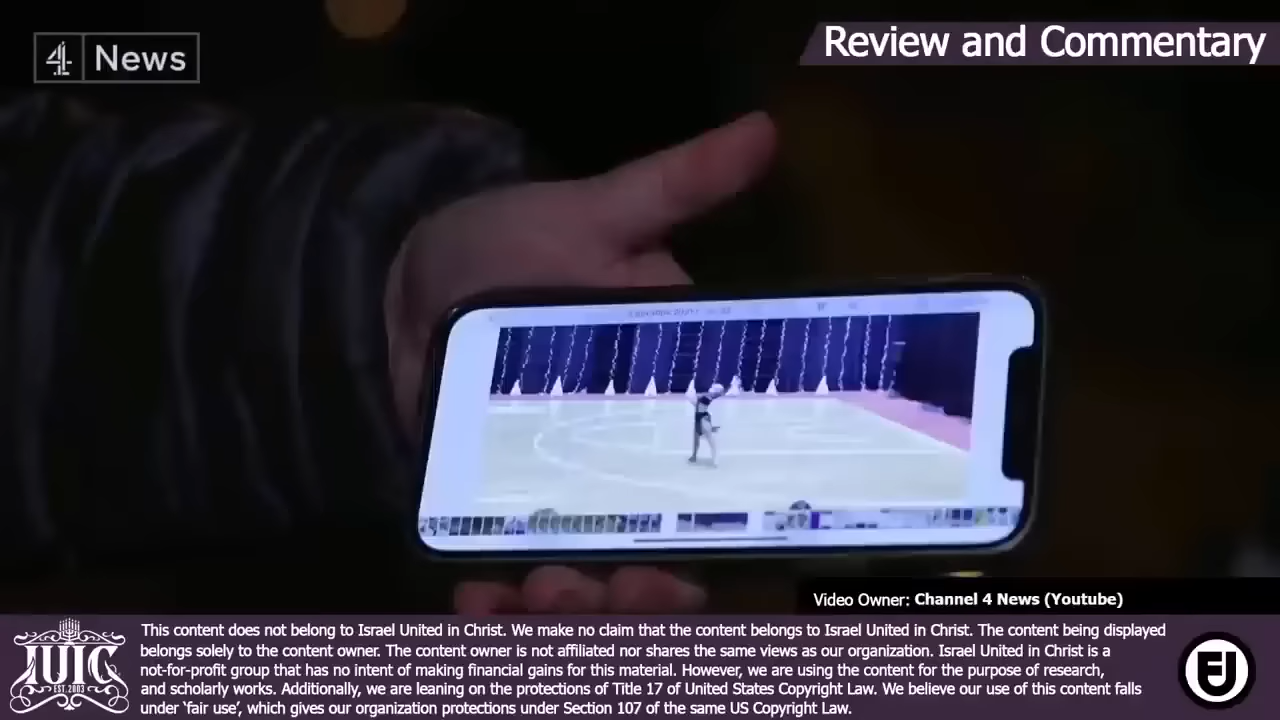 4 News
Review and Commentary
Video Owner: Channel 4 News (Youtube)
IUIC
EST. 2003
This content does not belong to Israel United in Christ. We make no claim that the content belongs to Israel United in Christ. The content being displayed
belongs solely to the content owner. The content owner is not affiliated nor shares the same views as our organization. Israel United in Christ is a
not-for-profit group that has no intent of making financial gains for this material. However, we are using the content for the purpose of research,
and scholarly works. Additionally, we are leaning on the protections of Title 17 of United States Copyright Law. We believe our use of this content falls
under 'fair use', which gives our organization protections under Section 107 of the same US Copyright Law.